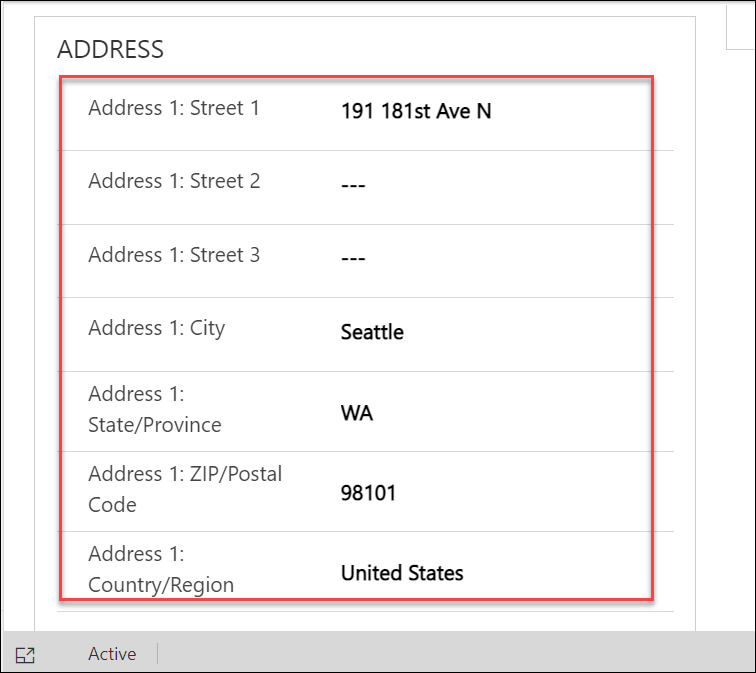 ADDRESS
Address 1: Street 1 191 181st Ave N
Address 1: Street 2 ---
Address 1: Street 3 ---
Address 1: City Seattle
Address 1:
State/Province WA
Address 1: ZIP/Postal
Code 98101
Address 1:
Country/Region United States
Active